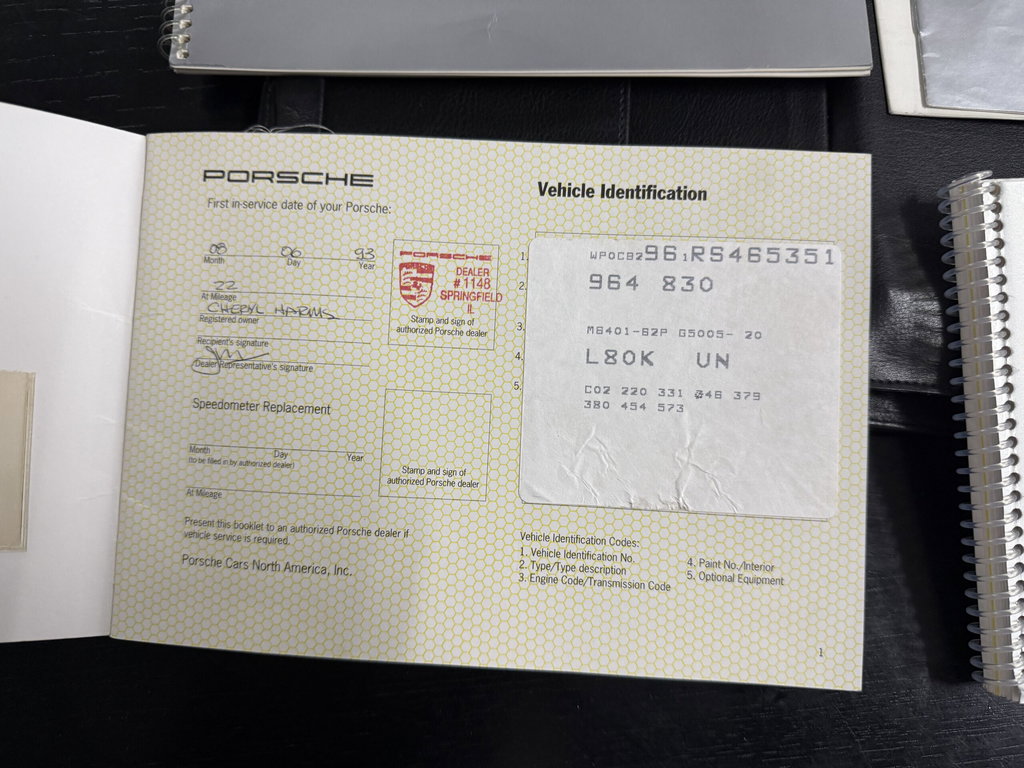 PORSCHE
First in-service date of your Porsche:
08 06 93
Month Day Year
22
At Mileage
CHERYL HARMS
Registered owner
Recipient's signature
Dealer Representative's signature
PORSCHE
DEALER
#1148
SPRINGFIELD
IL
Stamp and sign of
authorized Porsche dealer
Speedometer Replacement
Month Day Year
(to be filled in by authorized dealer)
At Mileage
Stamp and sign of
authorized Porsche dealer
Present this booklet to an authorized Porsche dealer if
vehicle service is required.
Porsche Cars North America, Inc.
Vehicle Identification
1. WP0CB296 RS465351
2. 964 830
3. M6401-62P G5005- 20
4. L80K UN
5. C02 220 331 346 379
380 454 573
Vehicle Identification Codes:
1. Vehicle Identification No.
2. Type/Type description
3. Engine Code/Transmission Code
4. Paint No./Interior
5. Optional Equipment
1